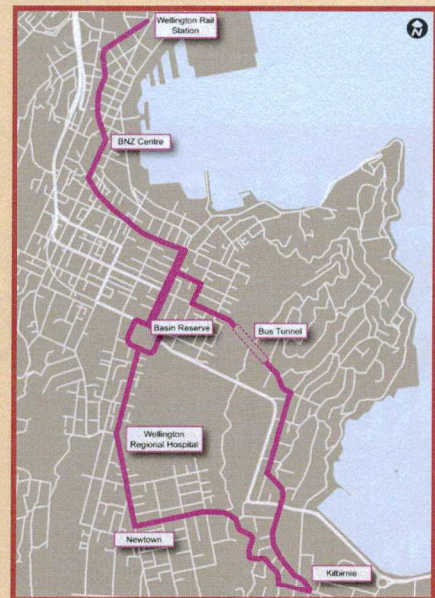 Wellington Rail
Station
N
BNZ Centre
Basin Reserve
Bus Tunnel
Wellington
Regional Hospital
Newtown
Kilbirnie